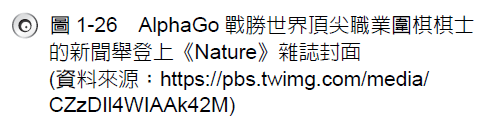 圖 1-26 AlphaGo 戰勝世界頂尖職業圍棋棋士
的新聞舉登上《Nature》雜誌封面
(資料來源：https://pbs.twimg.com/media/
CZzDIl4WIAAk42M)